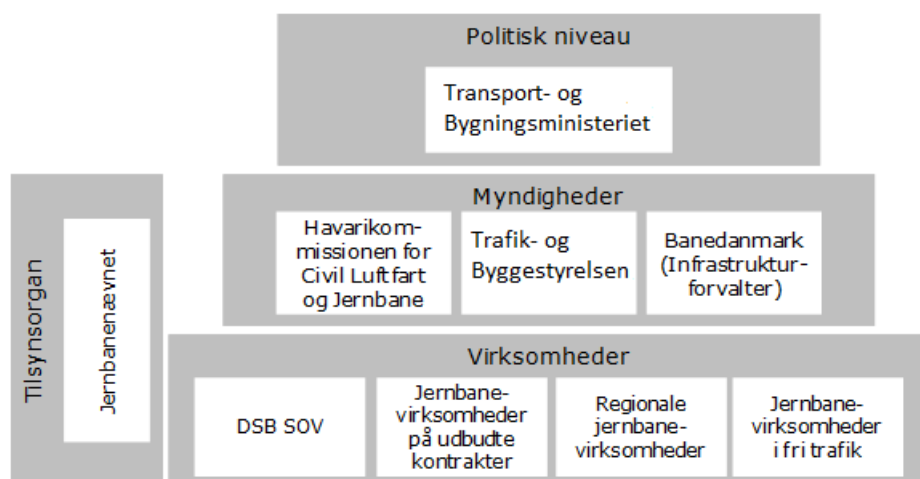 Politisk niveau
Transport- og
Bygningsministeriet
Tilsynsorgan
Jernbanenævnet
Myndigheder
Havarikom-
missionen for
Civil Luftfart
og Jernbane
Trafik- og
Byggestyrelsen
Banedanmark
(Infrastruktur-
forvalter)
Virksomheder
DSB SOV
Jernbane-
virksomheder
på udbudte
kontrakter
Regionale
jernbane-
virksomheder
Jernbane-
virksomheder
i fri trafik